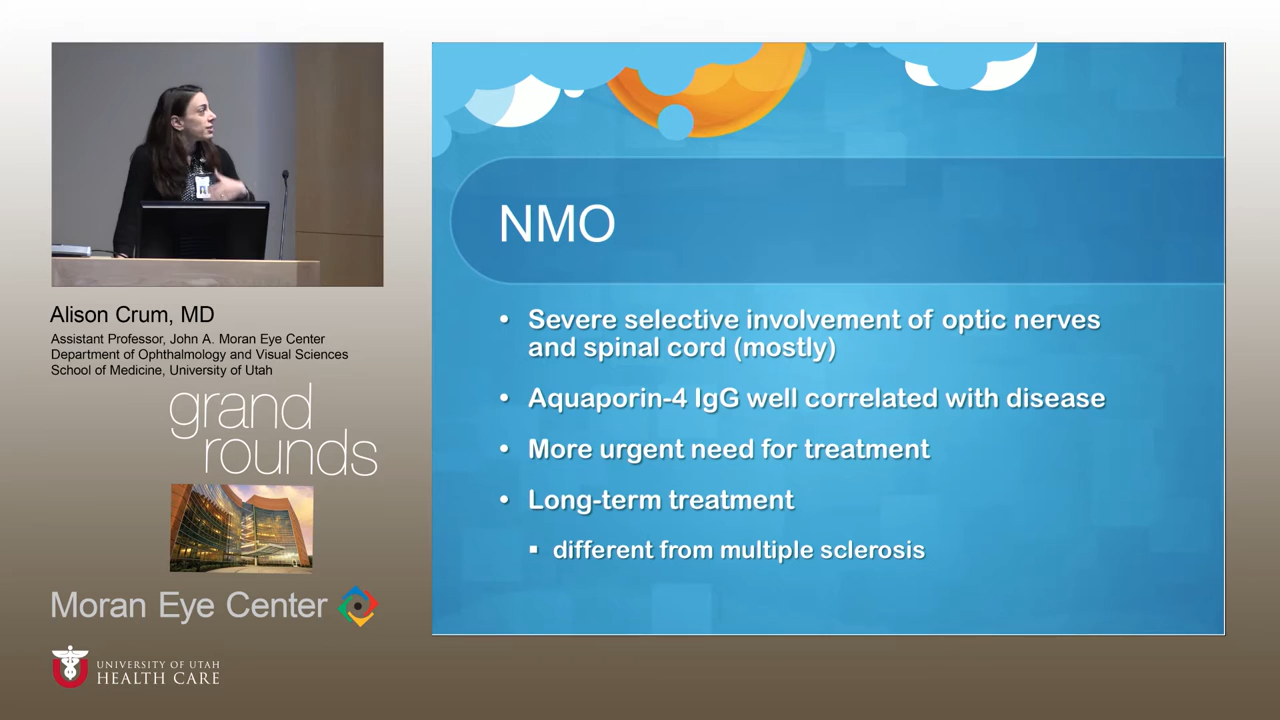 Alison Crum, MD
Assistant Professor, John A. Moran Eye Center
Department of Ophthalmology and Visual Sciences
School of Medicine, University of Utah
grand
rounds
Moran Eye Center
UNIVERSITY OF UTAH
HEALTH CARE
NMO
• Severe selective involvement of optic nerves
and spinal cord (mostly)
• Aquaporin-4 IgG well correlated with disease
• More urgent need for treatment
• Long-term treatment
▪ different from multiple sclerosis